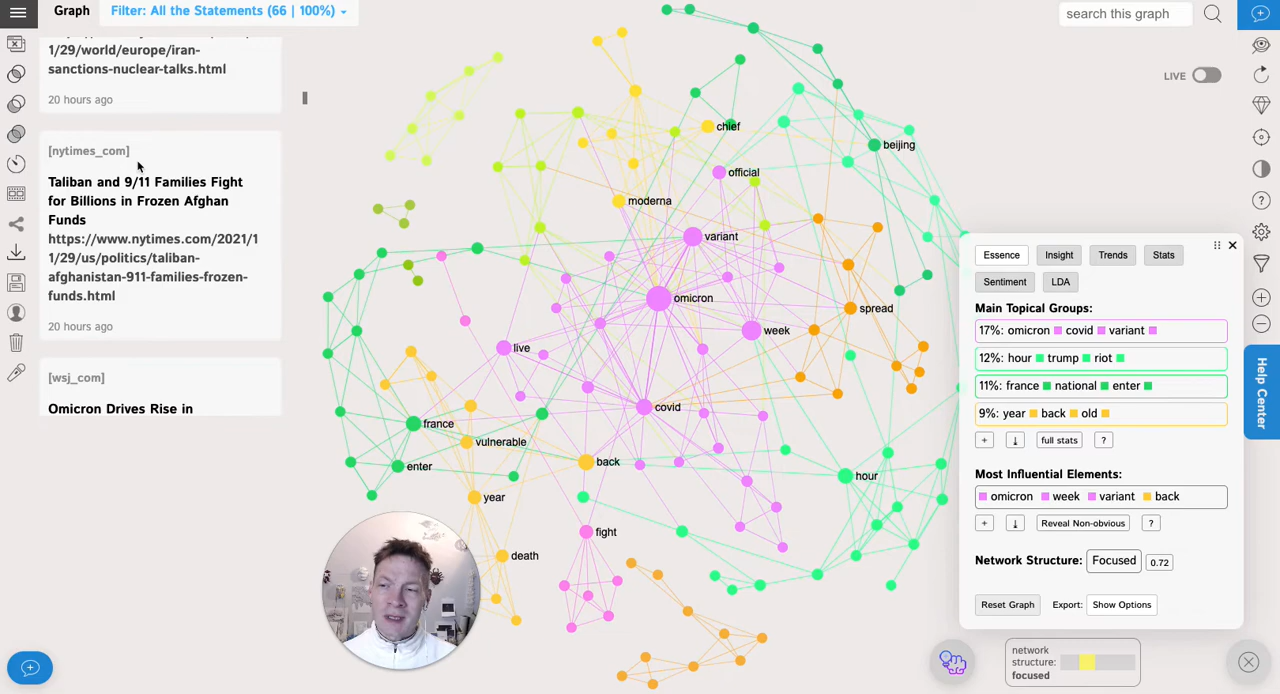 Graph
Filter: All the Statements (66 | 100%)
search this graph
LIVE
1/29/world/europe/iran-
sanctions-nuclear-talks.html
20 hours ago
[nytimes_com]
Taliban and 9/11 Families Fight
for Billions in Frozen Afghan
Funds
https://www.nytimes.com/2021/1
1/29/us/politics/taliban-
afghanistan-911-families-frozen-
funds.html
20 hours ago
[wsj_com]
Omicron Drives Rise in
chief
beijing
official
moderna
variant
omicron
spread
week
live
covid
france
vulnerable
back
enter
hour
year
fight
death
Essence
Insight
Trends
Stats
Sentiment
LDA
Main Topical Groups:
17%: omicron covid variant
12%: hour trump riot
11%: france national enter
9%: year back old
+
full stats
?
Most Influential Elements:
omicron week variant back
+
Reveal Non-obvious
?
Network Structure: Focused 0.72
Reset Graph
Export:
Show Options
network
structure:
focused
Help Center